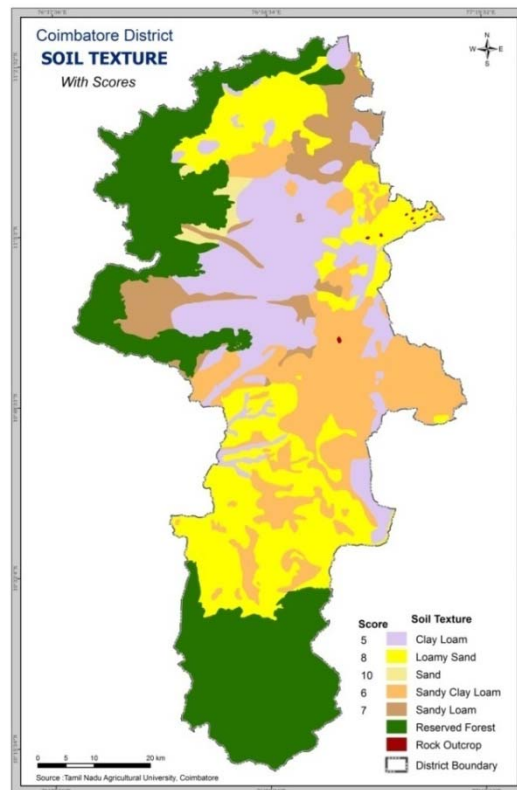 Coimbatore District
SOIL TEXTURE
With Scores
N
W E
S
Score Soil Texture
5 Clay Loam
8 Loamy Sand
10 Sand
6 Sandy Clay Loam
7 Sandy Loam
Reserved Forest
Rock Outcrop
District Boundary
0 5 10 20 km
Source :Tamil Nadu Agricultural University, Coimbatore